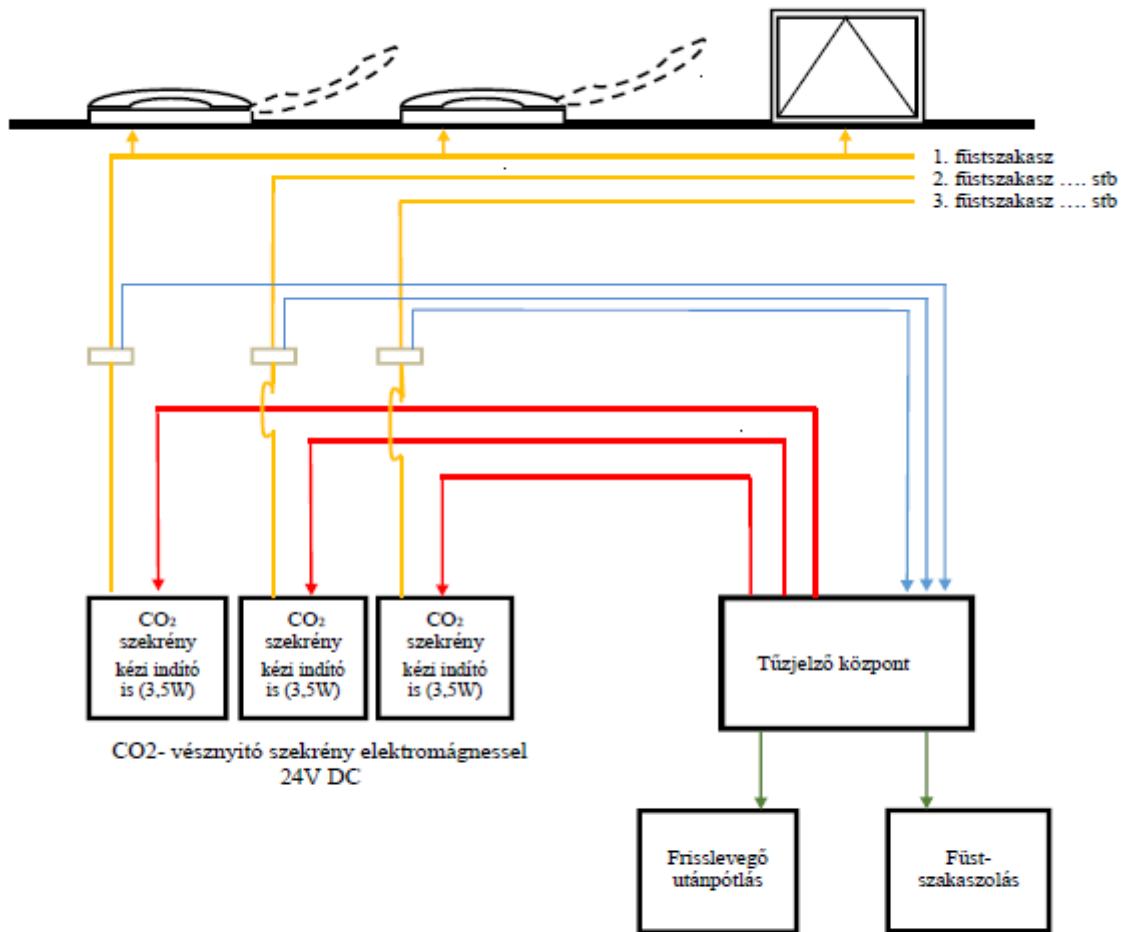 1. füstszakasz
2. füstszakasz .... stb
3. füstszakasz .... stb
CO₂
szekrény
kézi indító
is (3,5W)
CO₂
szekrény
kézi indító
is (3,5W)
CO₂
szekrény
kézi indító
is (3,5W)
Tűzjelző központ
CO2- vésznyitó szekrény elektromágnessel
24V DC
Frisslevegő
utánpótlás
Füst-
szakaszolás